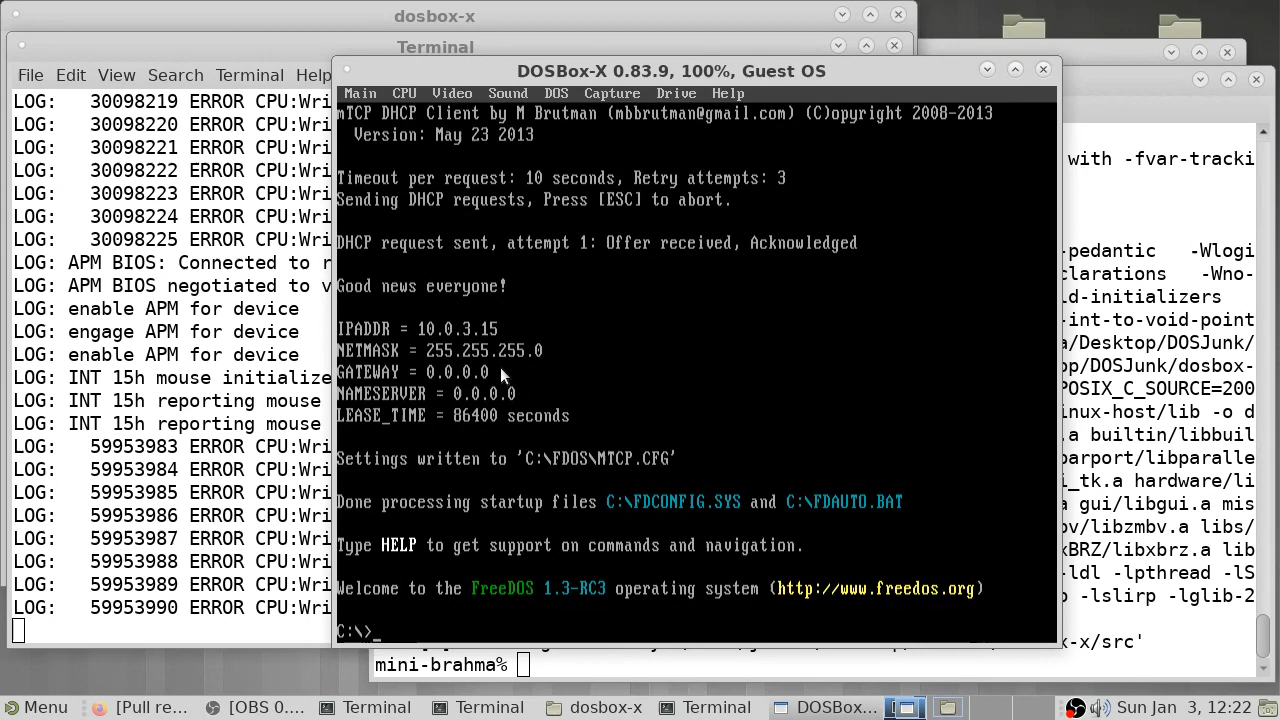 dosbox-x
Terminal
File Edit View Search Terminal Help
LOG: 30098219 ERROR CPU:Wri
LOG: 30098220 ERROR CPU:Wri
LOG: 30098221 ERROR CPU:Wri
LOG: 30098222 ERROR CPU:Wri
LOG: 30098223 ERROR CPU:Wri
LOG: 30098224 ERROR CPU:Wri
LOG: 30098225 ERROR CPU:Wri
LOG: APM BIOS: Connected to r
LOG: APM BIOS negotiated to v
LOG: enable APM for device
LOG: engage APM for device
LOG: enable APM for device
LOG: INT 15h mouse initialize
LOG: INT 15h reporting mouse
LOG: INT 15h reporting mouse
LOG: 59953983 ERROR CPU:Wri
LOG: 59953984 ERROR CPU:Wri
LOG: 59953985 ERROR CPU:Wri
LOG: 59953986 ERROR CPU:Wri
LOG: 59953987 ERROR CPU:Wri
LOG: 59953988 ERROR CPU:Wri
LOG: 59953989 ERROR CPU:Wri
LOG: 59953990 ERROR CPU:Wri
DOSBox-X 0.83.9, 100%, Guest OS
Main CPU Video Sound DOS Capture Drive Help
mTCP DHCP Client by M Brutman (mbbrutman@gmail.com) (C)opyright 2008-2013
Version: May 23 2013
Timeout per request: 10 seconds, Retry attempts: 3
Sending DHCP requests, Press [ESC] to abort.
DHCP request sent, attempt 1: Offer received, Acknowledged
Good news everyone!
IPADDR = 10.0.3.15
NETMASK = 255.255.255.0
GATEWAY = 0.0.0.0
NAMESERVER = 0.0.0.0
LEASE_TIME = 86400 seconds
Settings written to 'C:\FDOS\MTCP.CFG'
Done processing startup files C:\FDCONFIG.SYS and C:\FDAUTO.BAT
Type HELP to get support on commands and navigation.
Welcome to the FreeDOS 1.3-RC3 operating system (http://www.freedos.org)
C:\>_
with -fvar-tracki
-pedantic -Wlogi
clarations -Wno-
ld-initializers
-int-to-void-point
a/Desktop/DOSJunk/
op/DOSJunk/dosbox-
POSIX_C_SOURCE=200
inux-host/lib -o d
.a builtin/libbuil
parport/libparalle
i_tk.a hardware/li
a gui/libgui.a mis
bv/libzmbv.a libs/
xBRZ/libxbrz.a lib
-ldl -lpthread -lS
p -lslirp -lglib-2
x-x/src'
mini-brahma%
Menu [Pull re... [OBS 0.... Terminal Terminal dosbox-x Terminal DOSBox-... Sun Jan 3, 12:22